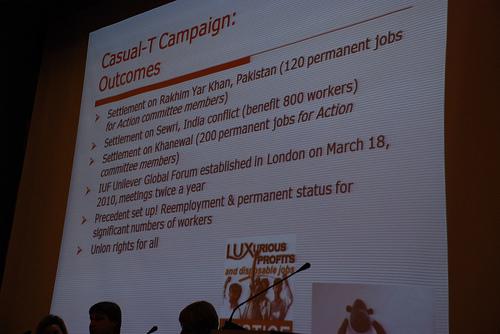 Casual-T Campaign:
Outcomes
Settlement on Rakhim Yar Khan, Pakistan (120 permanent jobs
for Action committee members)
Settlement on Sewri, India conflict (benefit 800 workers)
Settlement on Khanewal (200 permanent jobs for Action
committee members)
IUF Unilever Global Forum established in London on March 18,
2010, meetings twice a year
Precedent set up! Reemployment & permanent status for
significant numbers of workers
Union rights for all
LUXURIOUS
PROFITS
and disposable jobs